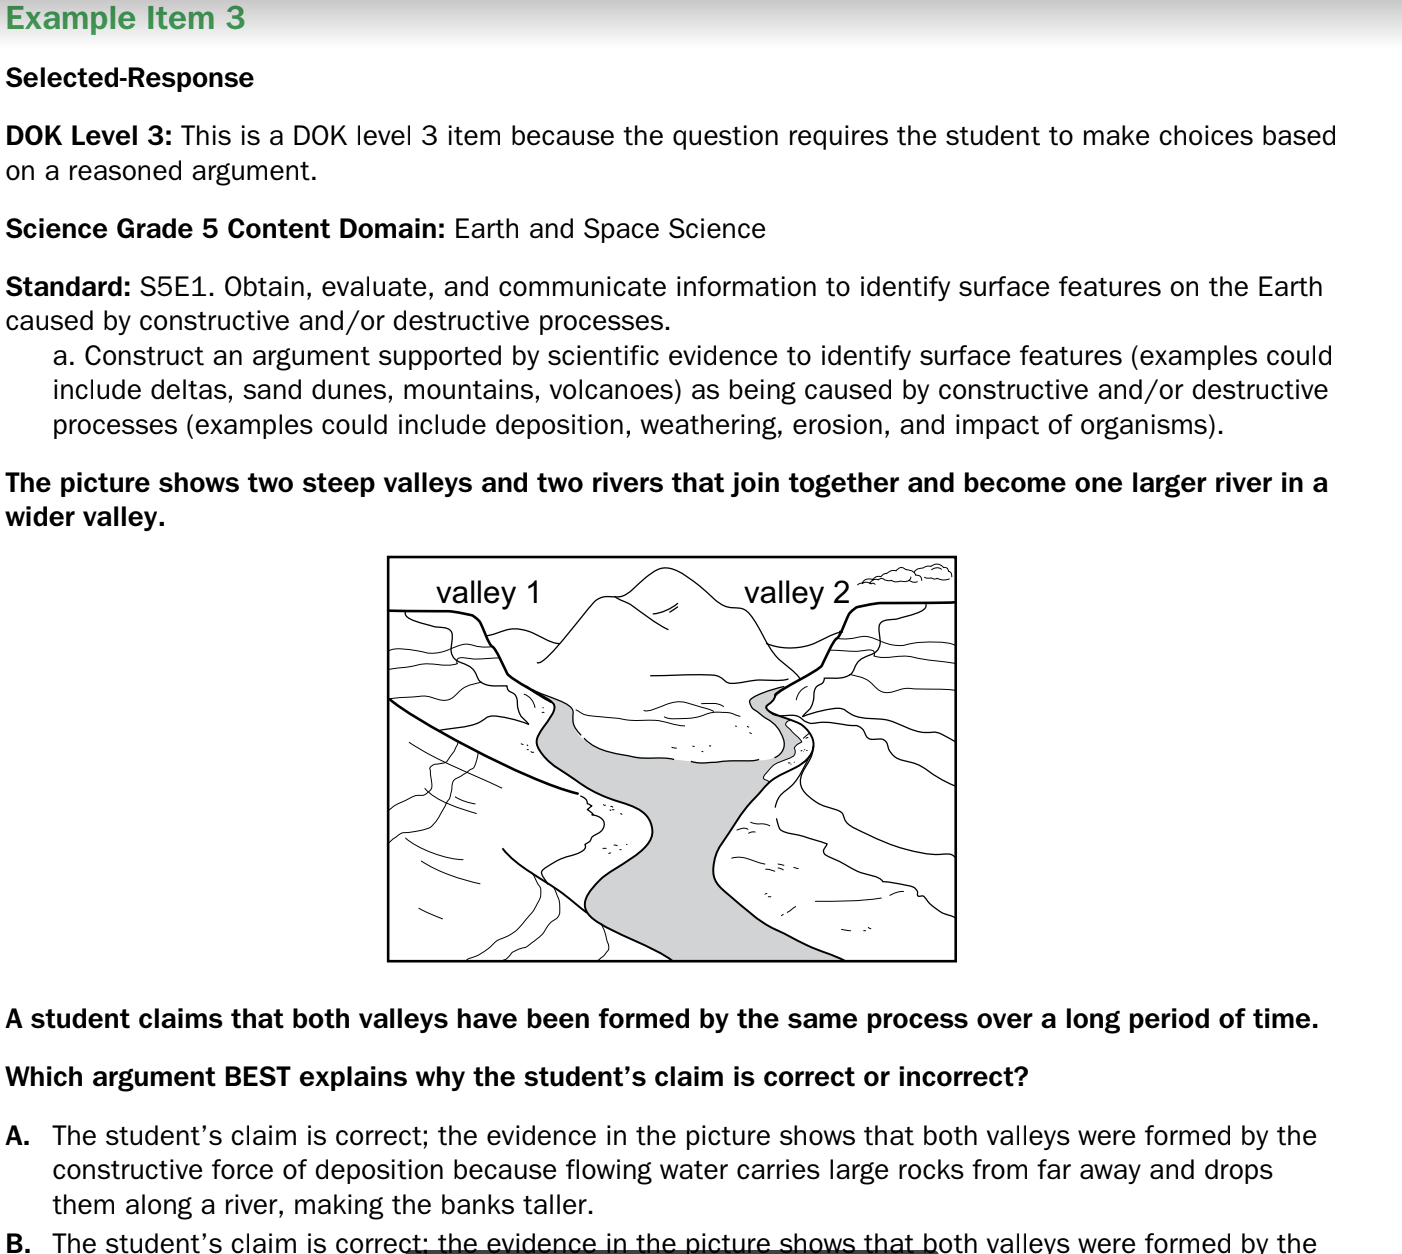 Example Item 3
Selected-Response
DOK Level 3: This is a DOK level 3 item because the question requires the student to make choices based
on a reasoned argument.
Science Grade 5 Content Domain: Earth and Space Science
Standard: S5E1. Obtain, evaluate, and communicate information to identify surface features on the Earth
caused by constructive and/or destructive processes.
a. Construct an argument supported by scientific evidence to identify surface features (examples could
include deltas, sand dunes, mountains, volcanoes) as being caused by constructive and/or destructive
processes (examples could include deposition, weathering, erosion, and impact of organisms).
The picture shows two steep valleys and two rivers that join together and become one larger river in a
wider valley.
valley 1
valley 2
A student claims that both valleys have been formed by the same process over a long period of time.
Which argument BEST explains why the student's claim is correct or incorrect?
A. The student's claim is correct; the evidence in the picture shows that both valleys were formed by the
constructive force of deposition because flowing water carries large rocks from far away and drops
them along a river, making the banks taller.
B. The student's claim is correct; the evidence in the picture shows that both valleys were formed by the